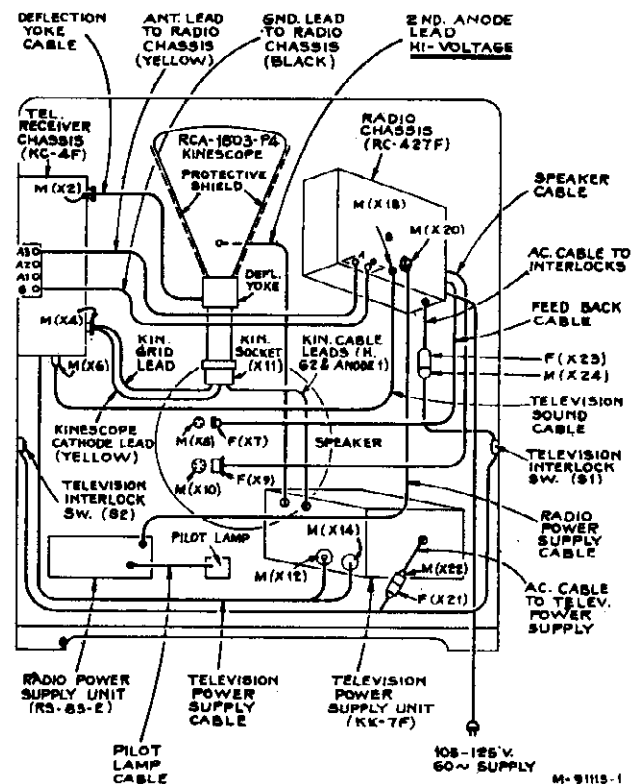 DEFLECTION
YOKE
CABLE
ANT. LEAD
TO RADIO
CHASSIS
(YELLOW)
GND. LEAD
TO RADIO
CHASSIS
(BLACK)
2ND. ANODE
LEAD
HI-VOLTAGE
TEL.
RECEIVER
CHASSIS
(KC-4F)
RCA-1803-P4
KINESCOPE
PROTECTIVE
SHIELD
RADIO
CHASSIS
(RC-427F)
SPEAKER
CABLE
M(X2)
M(X18)
M(X20)
AC. CABLE TO
INTERLOCKS
A3
A2
A1
G
A
G
DEFL.
YOKE
FEED BACK
CABLE
M(X4)
KIN.
GRID
LEAD
KIN.
SOCKET
(X11)
KIN. CABLE
LEADS (H,
G2 & ANODE 1)
F(X23)
M(X24)
M(X6)
TELEVISION
SOUND
CABLE
KINESCOPE
CATHODE LEAD
(YELLOW)
M(X8)
F(X7)
SPEAKER
M(X10)
F(X9)
TELEVISION
INTERLOCK
SW. (S2)
TELEVISION
INTERLOCK
SW. (S1)
PILOT LAMP
M(X14)
M(X12)
M(X22)
F(X21)
RADIO
POWER
SUPPLY
CABLE
AC. CABLE
TO TELEV.
POWER
SUPPLY
RADIO POWER
SUPPLY UNIT
(RS-83-E)
TELEVISION
POWER
SUPPLY
CABLE
TELEVISION
POWER
SUPPLY UNIT
(KK-7F)
PILOT
LAMP
CABLE
105-125 V.
60~ SUPPLY
M-91115-1